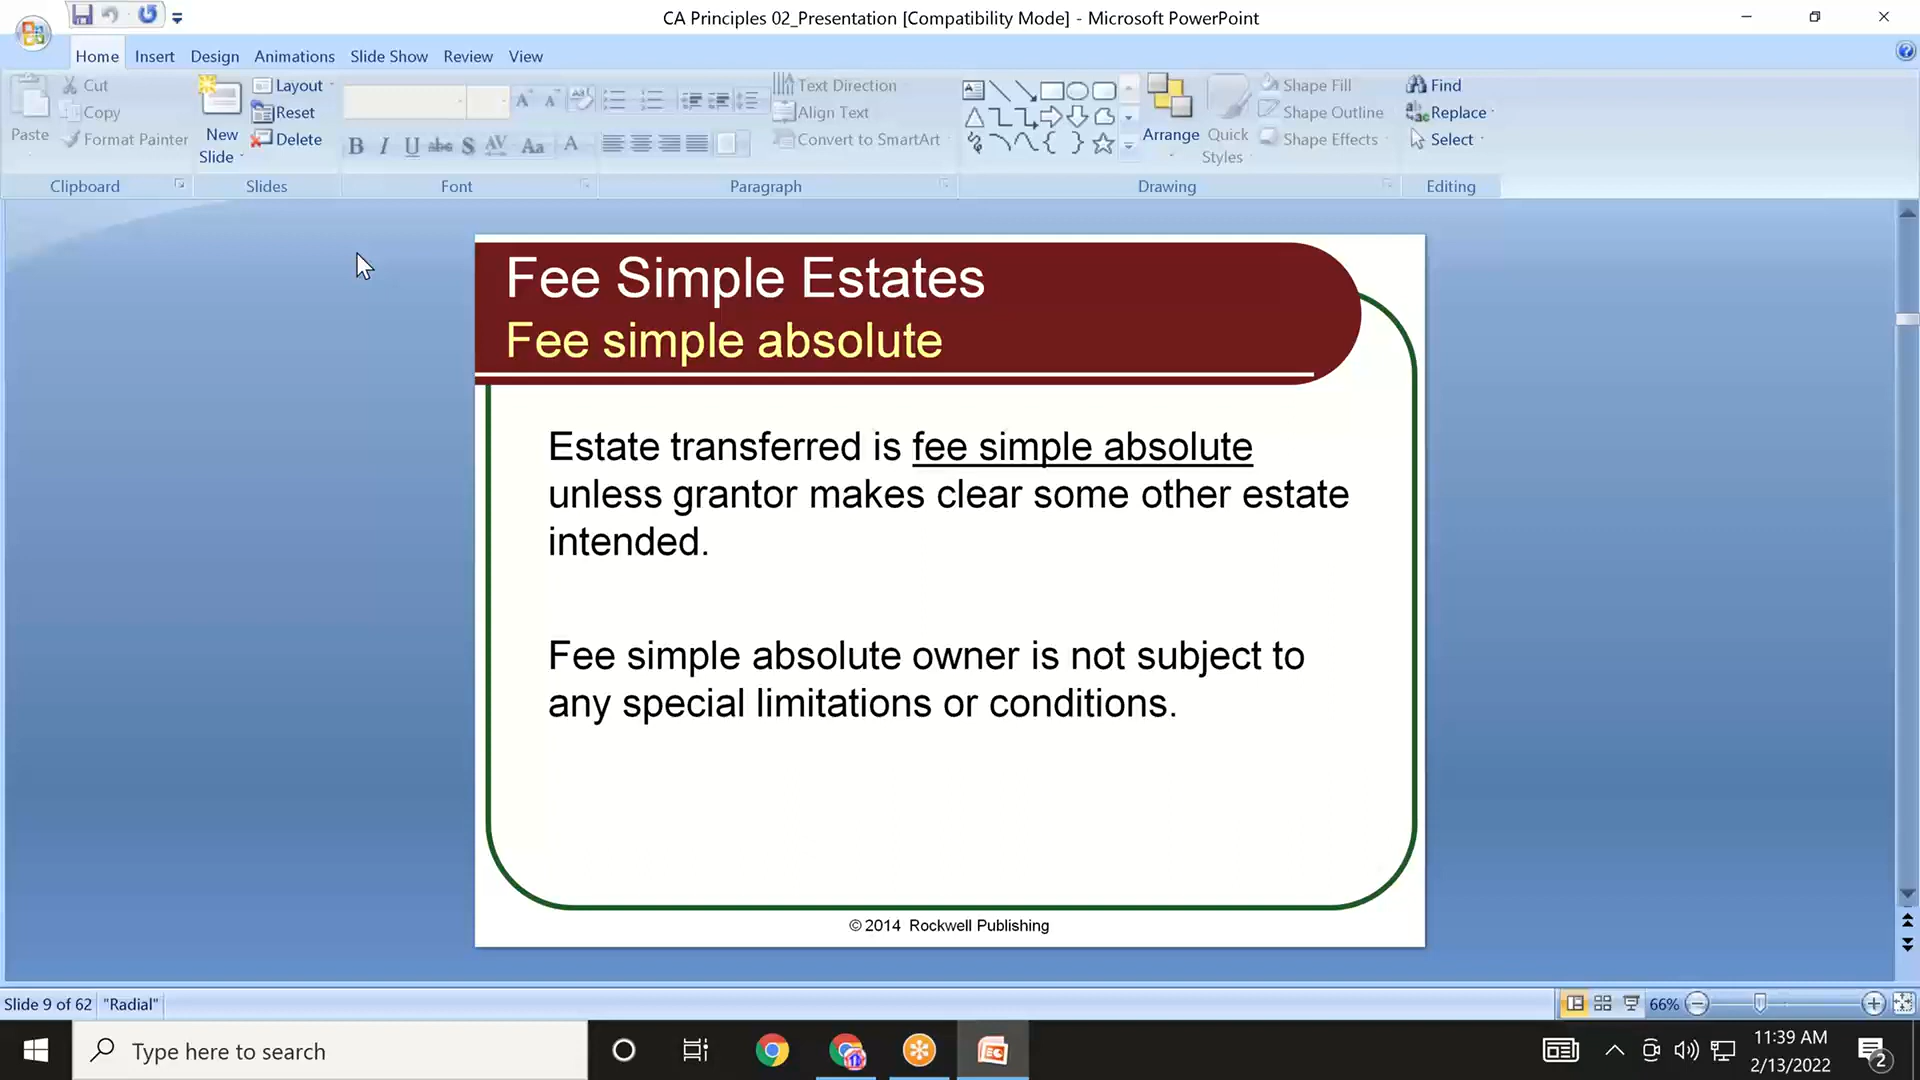 CA Principles 02_Presentation [Compatibility Mode] - Microsoft PowerPoint
Home Insert Design Animations Slide Show Review View
Paste
Cut
Copy
Format Painter
Clipboard
New
Slide
Layout
Reset
Delete
Slides
B I U abc S AV Aa A
Font
Text Direction
Align Text
Convert to SmartArt
Paragraph
Arrange
Quick
Styles
Shape Fill
Shape Outline
Shape Effects
Drawing
Find
Replace
Select
Editing
Fee Simple Estates
Fee simple absolute
Estate transferred is fee simple absolute
unless grantor makes clear some other estate
intended.
Fee simple absolute owner is not subject to
any special limitations or conditions.
© 2014 Rockwell Publishing
Slide 9 of 62 "Radial" 66%
Type here to search
11:39 AM
2/13/2022
2